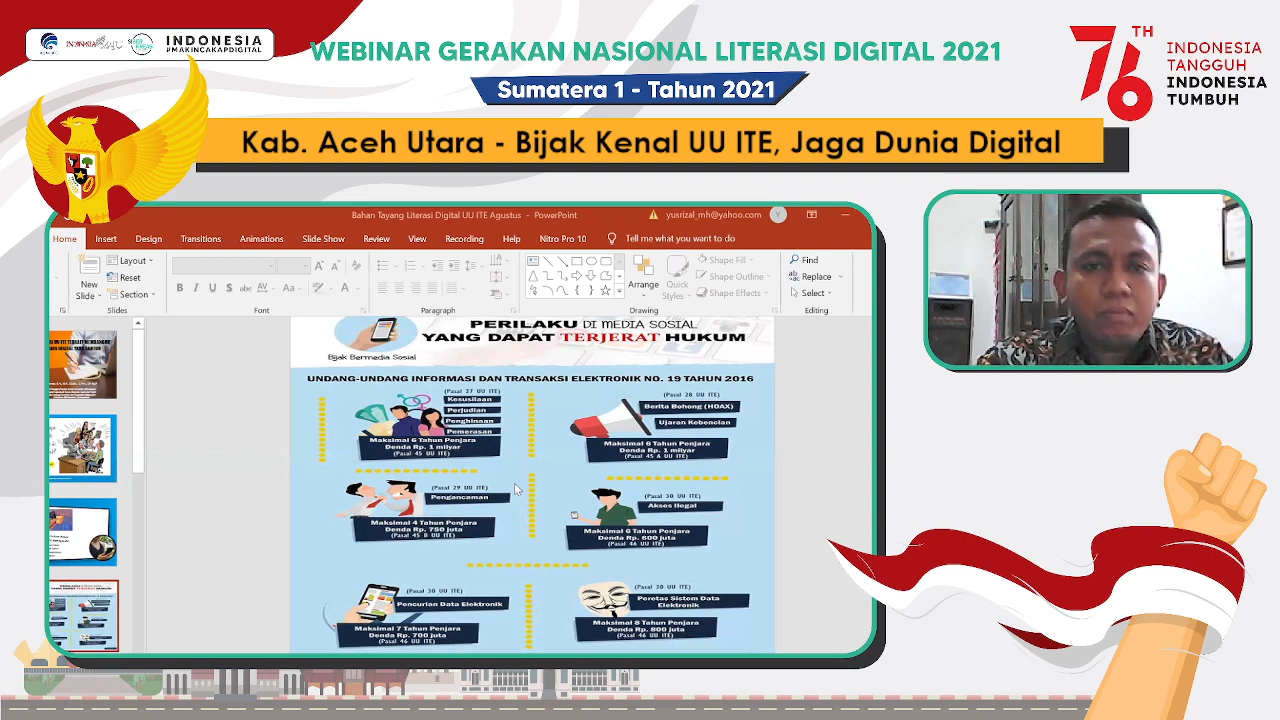 INDONESIA
#MAKINCAKAPDIGITAL
WEBINAR GERAKAN NASIONAL LITERASI DIGITAL 2021
Sumatera 1 - Tahun 2021
Kab. Aceh Utara - Bijak Kenal UU ITE, Jaga Dunia Digital
76 TH
INDONESIA
TANGGUH
INDONESIA
TUMBUH
Bahan Tayang Literasi Digital UU ITE Agustus - PowerPoint
yusrizal_mh@yahoo.com
Y
Home Insert Design Transitions Animations Slide Show Review View Recording Help Nitro Pro 10 Tell me what you want to do
New
Slide
Layout
Reset
Section
Slides
B I U S abc AV Aa A
Font
Paragraph
Arrange
Quick
Styles
Shape Fill
Shape Outline
Shape Effects
Drawing
Find
Replace
Select
Editing
PERILAKU DI MEDIA SOSIAL
YANG DAPAT TERJERAT HUKUM
Bijak Bermedia Sosial
UNDANG-UNDANG INFORMASI DAN TRANSAKSI ELEKTRONIK NO. 19 TAHUN 2016
(Pasal 27 UU ITE)
Kesusilaan
Perjudian
Penghinaan
Pemerasan
Maksimal 6 Tahun Penjara
Denda Rp. 1 milyar
(Pasal 45 UU ITE)
(Pasal 28 UU ITE)
Berita Bohong (HOAX)
Ujaran Kebencian
Maksimal 6 Tahun Penjara
Denda Rp. 1 milyar
(Pasal 45 A UU ITE)
(Pasal 29 UU ITE)
Pengancaman
Maksimal 4 Tahun Penjara
Denda Rp. 750 juta
(Pasal 45 B UU ITE)
(Pasal 30 UU ITE)
Akses Ilegal
Maksimal 6 Tahun Penjara
Denda Rp. 600 juta
(Pasal 46 UU ITE)
(Pasal 30 UU ITE)
Pencurian Data Elektronik
Maksimal 7 Tahun Penjara
Denda Rp. 700 juta
(Pasal 46 UU ITE)
(Pasal 30 UU ITE)
Peretas Sistem Data
Elektronik
Maksimal 8 Tahun Penjara
Denda Rp. 800 juta
(Pasal 46 UU ITE)